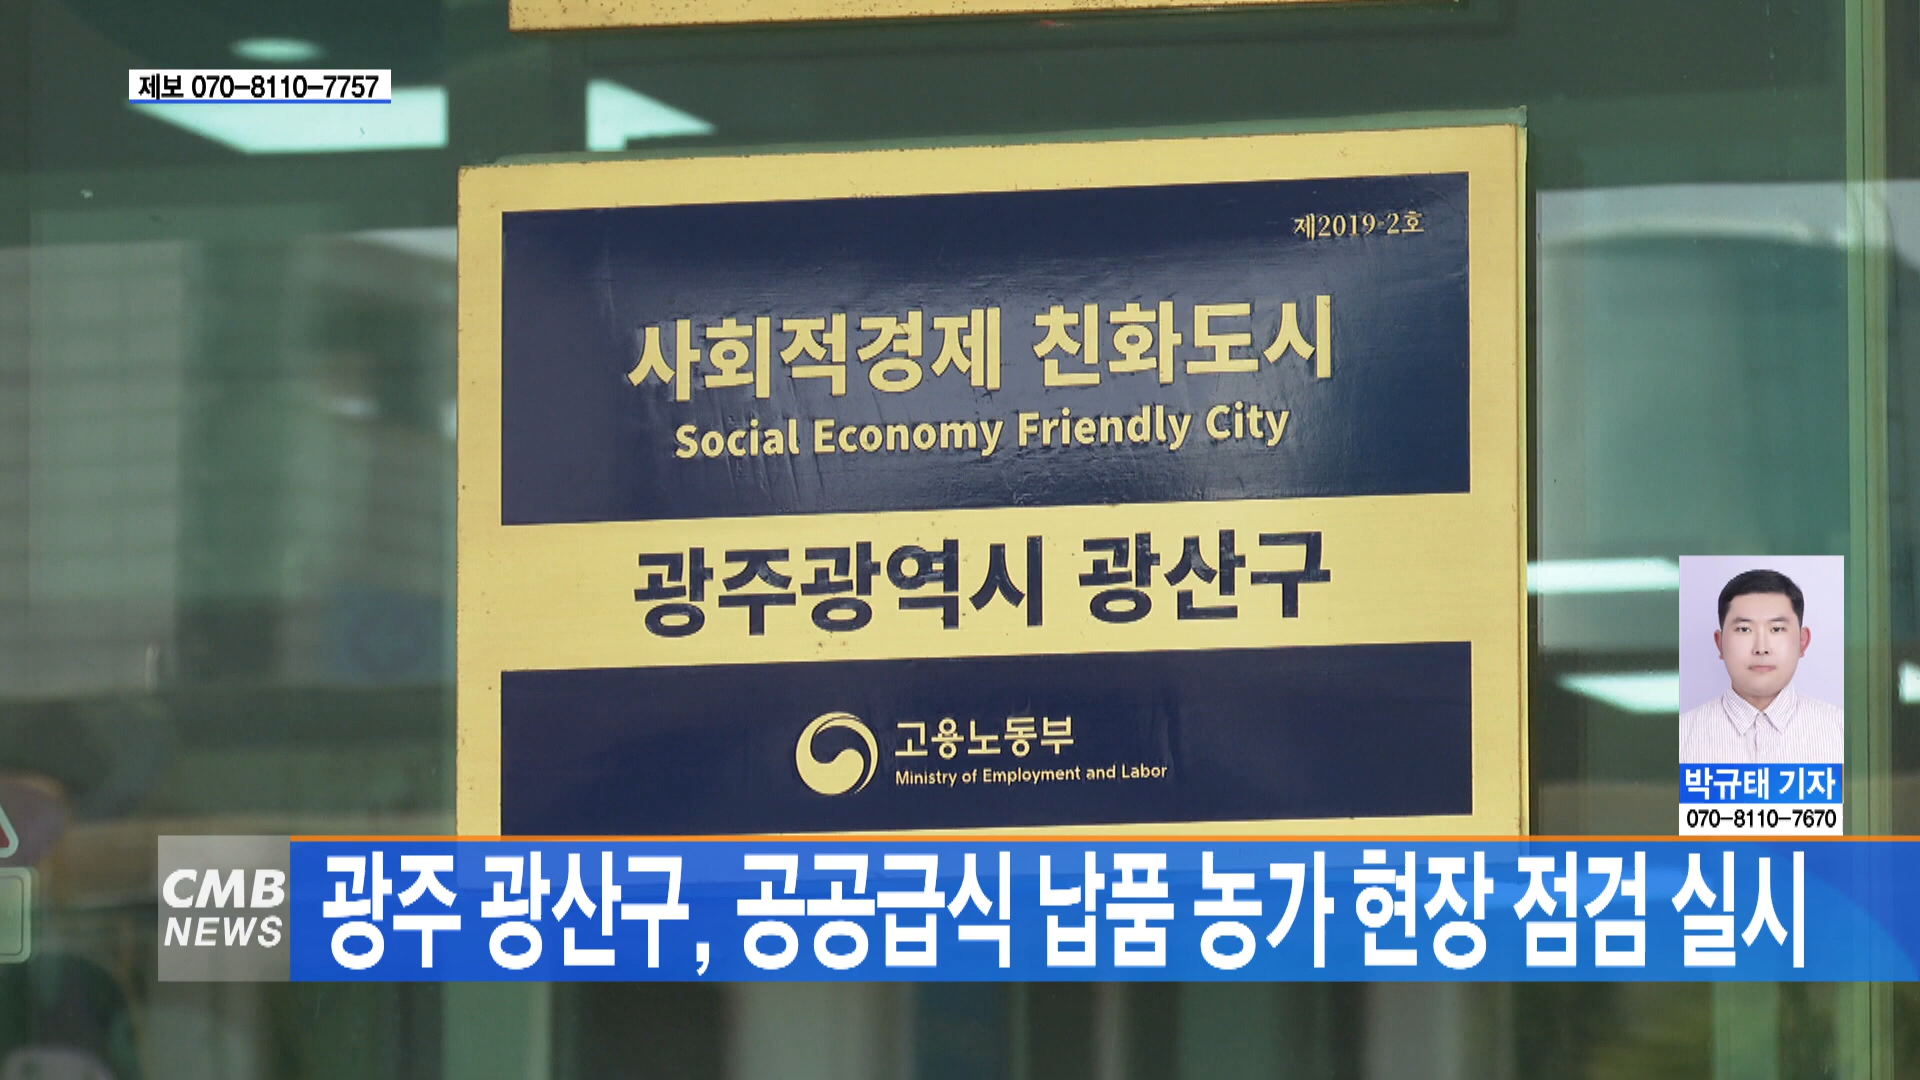 제보 070-8110-7757
제2019-2호
사회적경제 친화도시
Social Economy Friendly City
광주광역시 광산구
고용노동부
Ministry of Employment and Labor
박규태 기자
070-8110-7670
CMB
NEWS
광주 광산구, 공공급식 납품 농가 현장 점검 실시